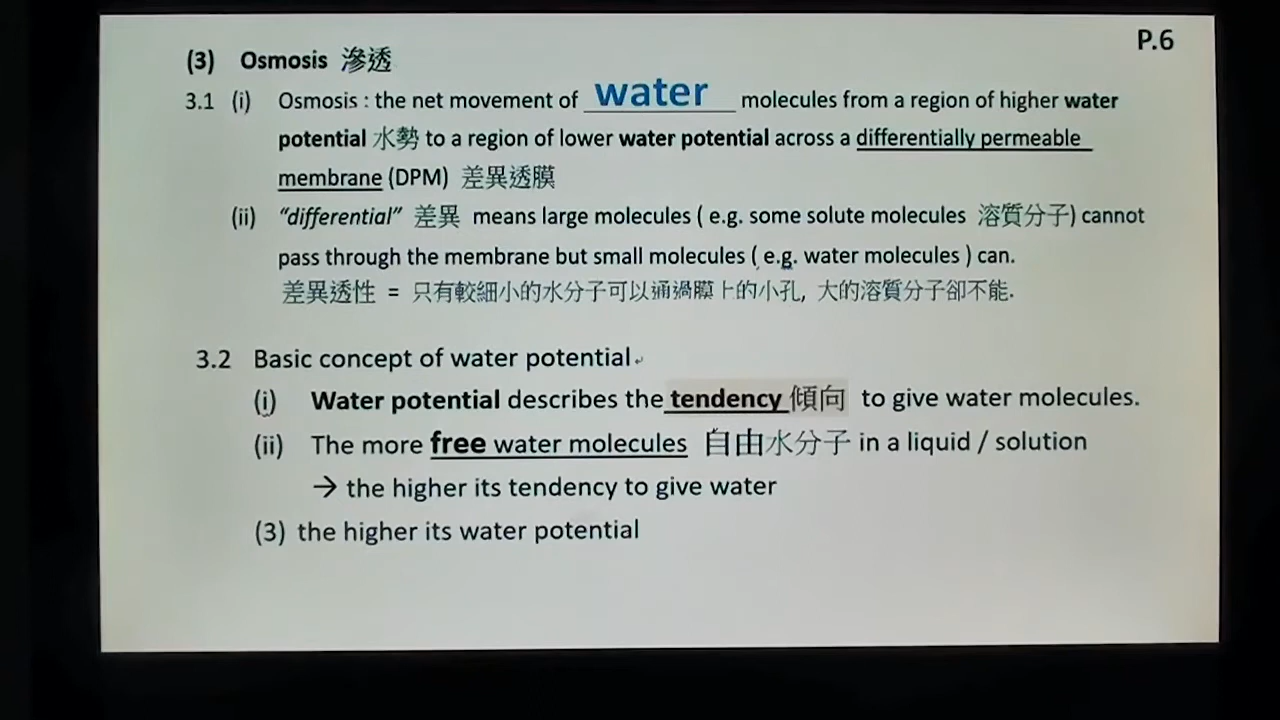 P.6
(3) Osmosis 滲透
3.1 (i) Osmosis : the net movement of water molecules from a region of higher water
potential 水勢 to a region of lower water potential across a differentially permeable
membrane (DPM) 差異透膜
(ii) “differential” 差異 means large molecules ( e.g. some solute molecules 溶質分子) cannot
pass through the membrane but small molecules ( e.g. water molecules ) can.
差異透性 = 只有較細小的水分子可以通過膜上的小孔, 大的溶質分子卻不能.
3.2 Basic concept of water potential
(i) Water potential describes the tendency 傾向 to give water molecules.
(ii) The more free water molecules 自由水分子 in a liquid / solution
→ the higher its tendency to give water
(3) the higher its water potential